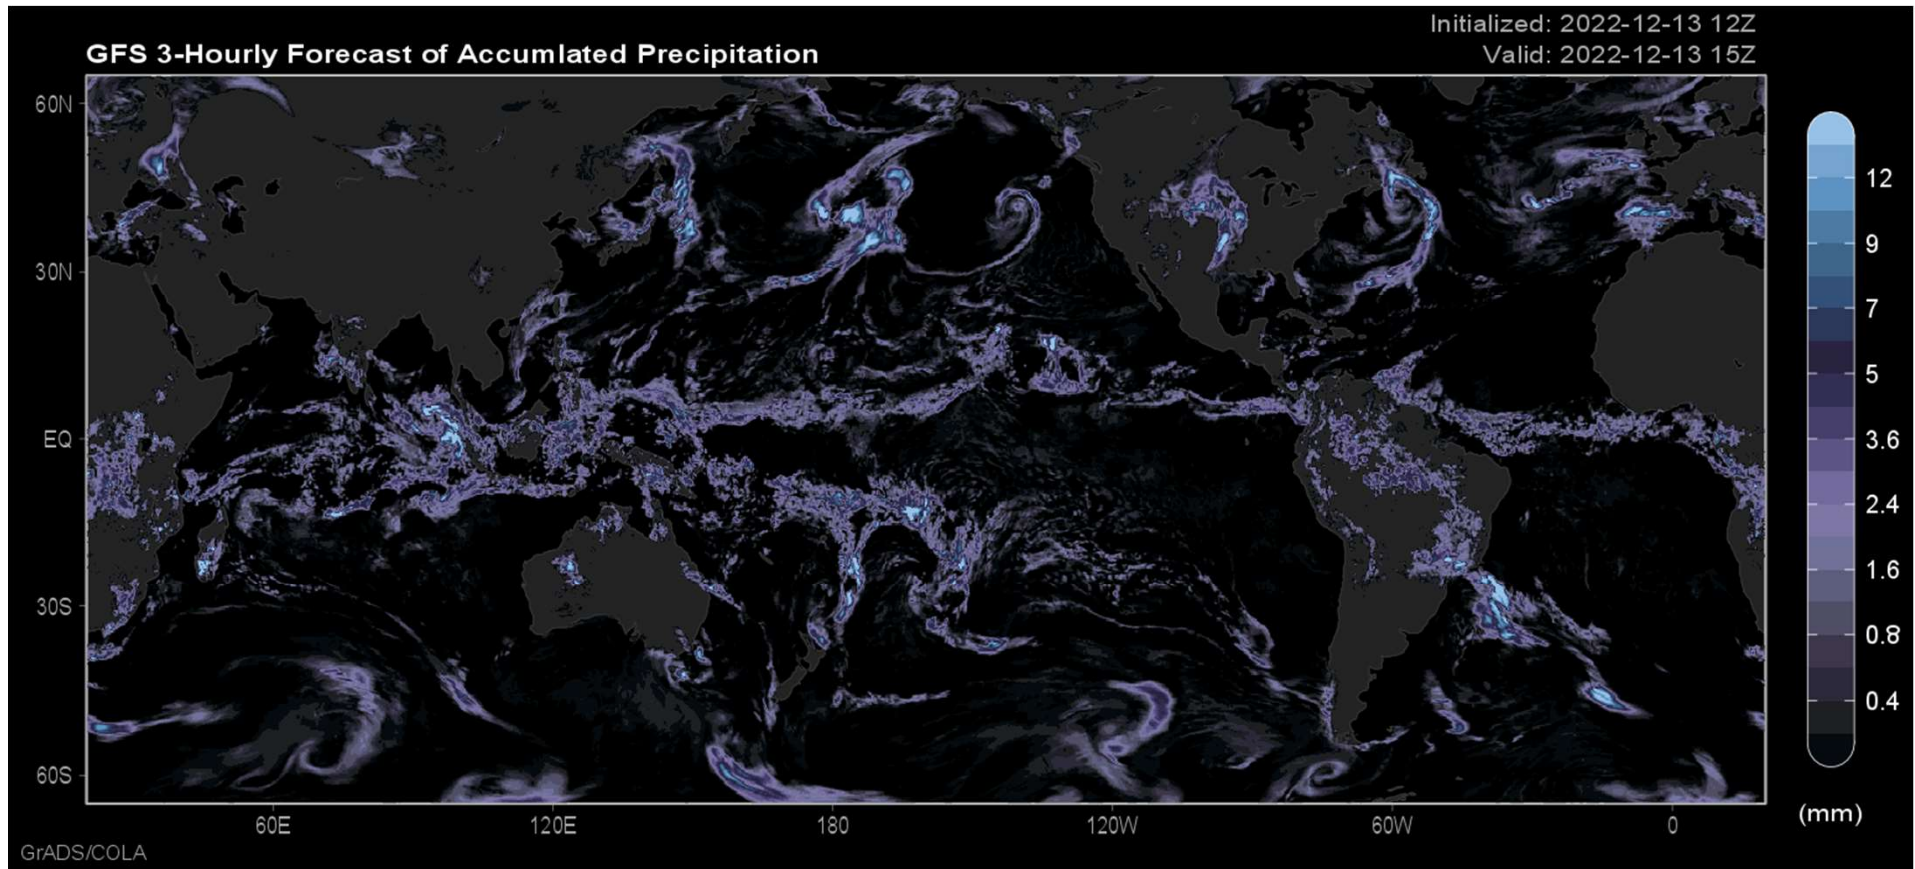 Initialized: 2022-12-13 12Z
GFS 3-Hourly Forecast of Accumlated Precipitation
Valid: 2022-12-13 15Z
60N
30N
EQ
30S
60S
60E
120E
180
120W
60W
0
12
9
7
5
3.6
2.4
1.6
0.8
0.4
(mm)
GrADS/COLA